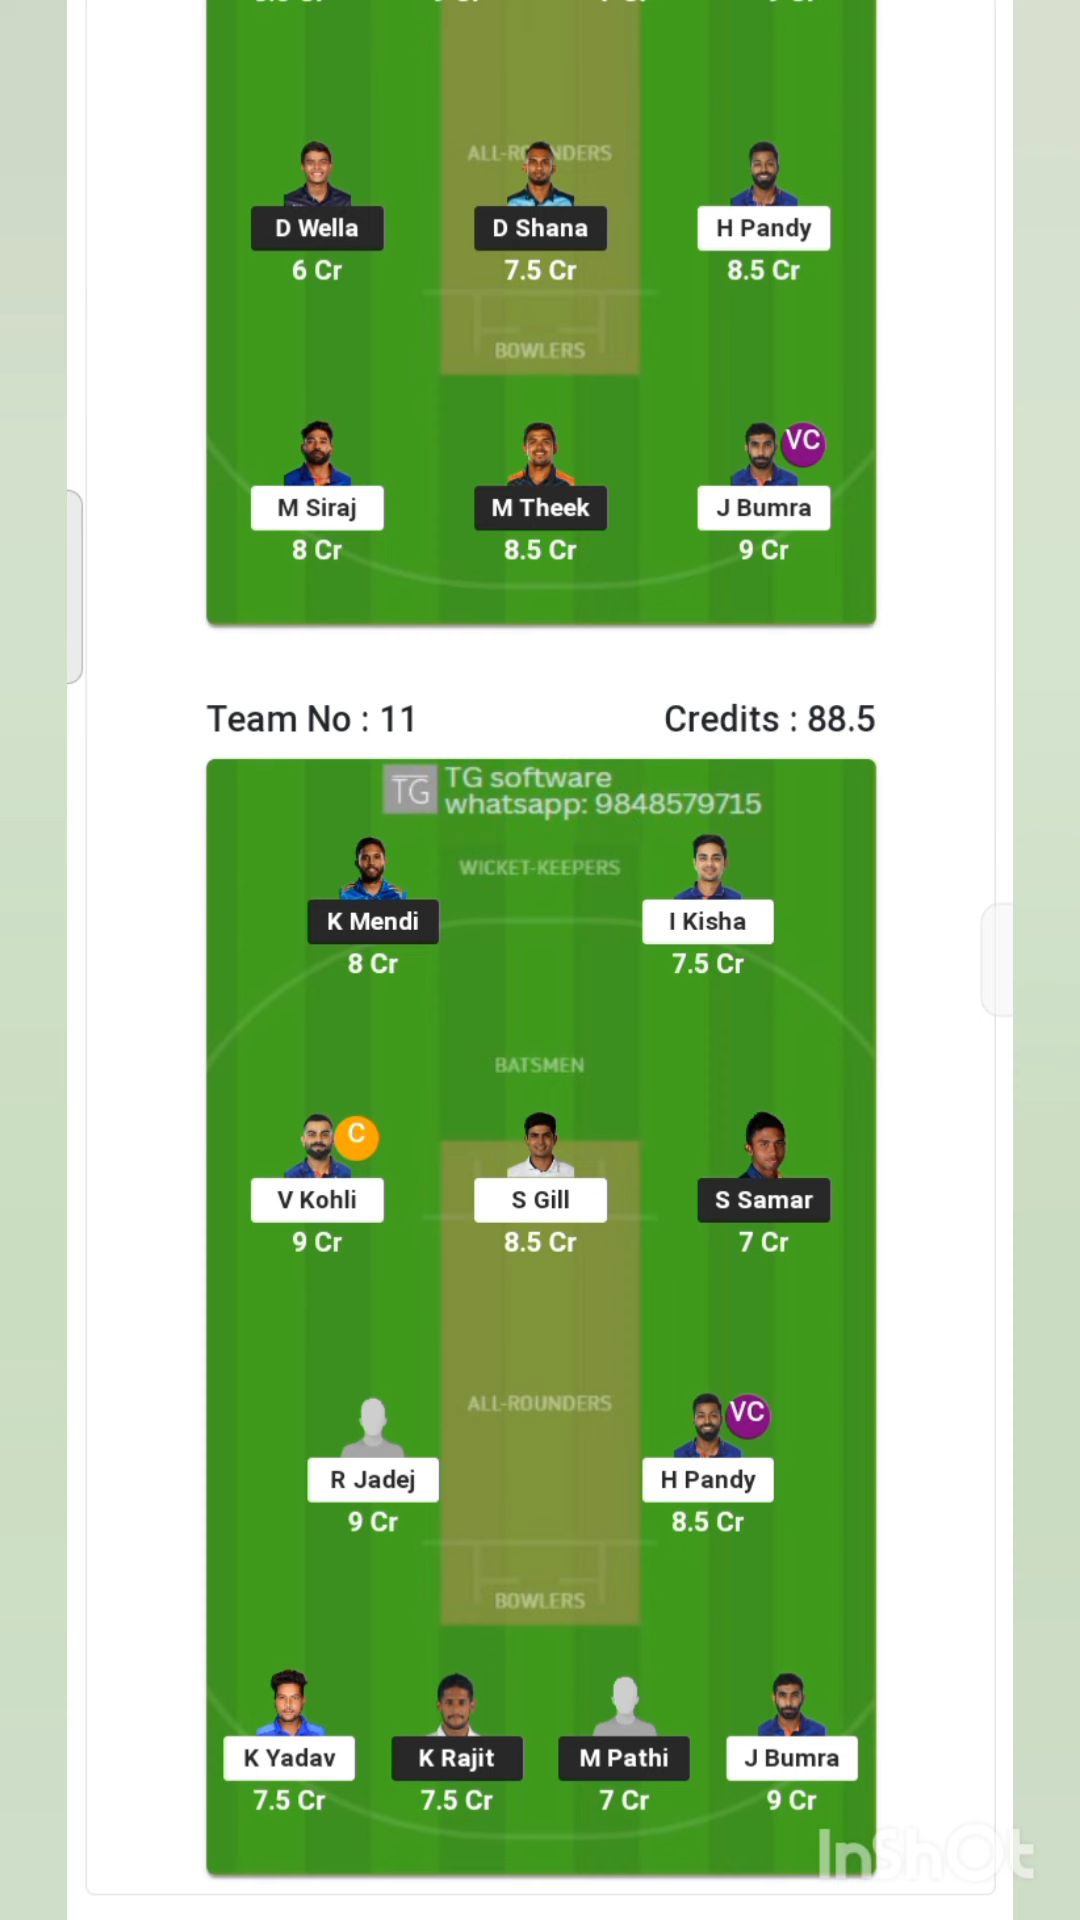 ALL-ROUNDERS
D Wella
D Shana
H Pandy
6 Cr
7.5 Cr
8.5 Cr
BOWLERS
VC
M Siraj
M Theek
J Bumra
8 Cr
8.5 Cr
9 Cr
Team No : 11
Credits : 88.5
TG
TG software
whatsapp: 9848579715
WICKET-KEEPERS
K Mendi
I Kisha
8 Cr
7.5 Cr
BATSMEN
C
V Kohli
S Gill
S Samar
9 Cr
8.5 Cr
7 Cr
ALL-ROUNDERS
VC
R Jadej
H Pandy
9 Cr
8.5 Cr
BOWLERS
K Yadav
K Rajit
M Pathi
J Bumra
7.5 Cr
7.5 Cr
7 Cr
9 Cr
InShOt